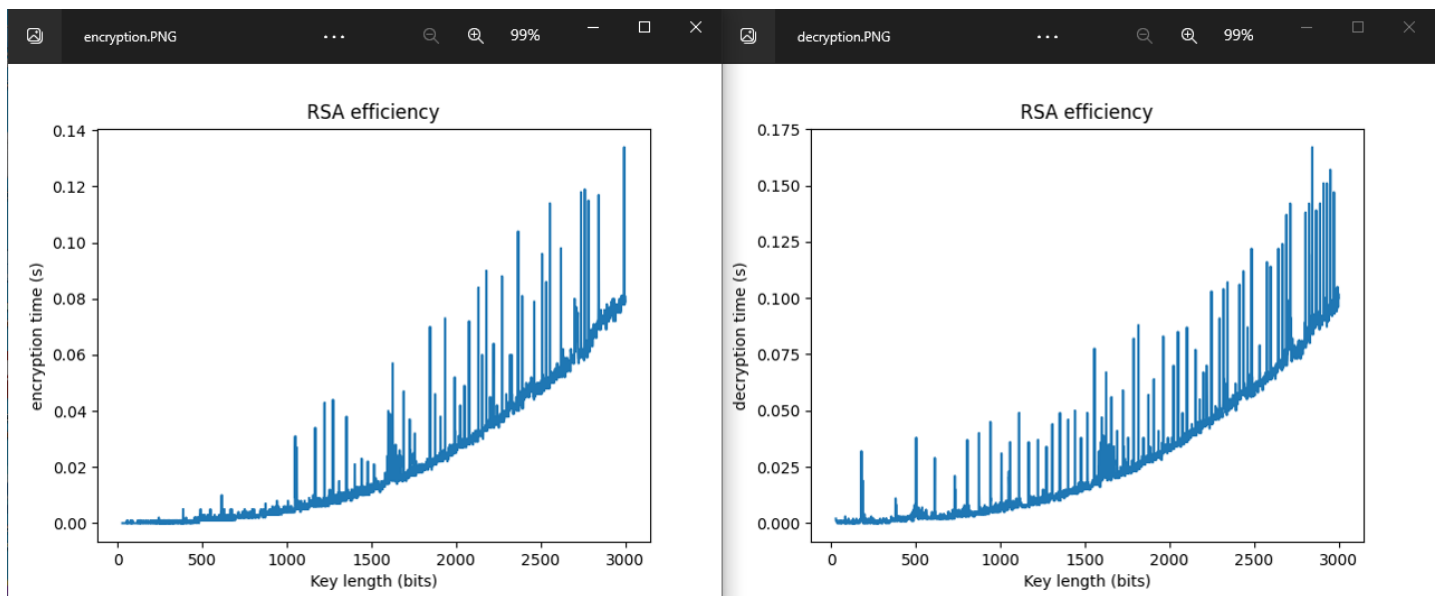 encryption.PNG
99%
RSA efficiency
0.14
0.12
0.10
0.08
0.06
0.04
0.02
0.00
encryption time (s)
0 500 1000 1500 2000 2500 3000
Key length (bits)
decryption.PNG
99%
RSA efficiency
0.175
0.150
0.125
0.100
0.075
0.050
0.025
0.000
decryption time (s)
0 500 1000 1500 2000 2500 3000
Key length (bits)